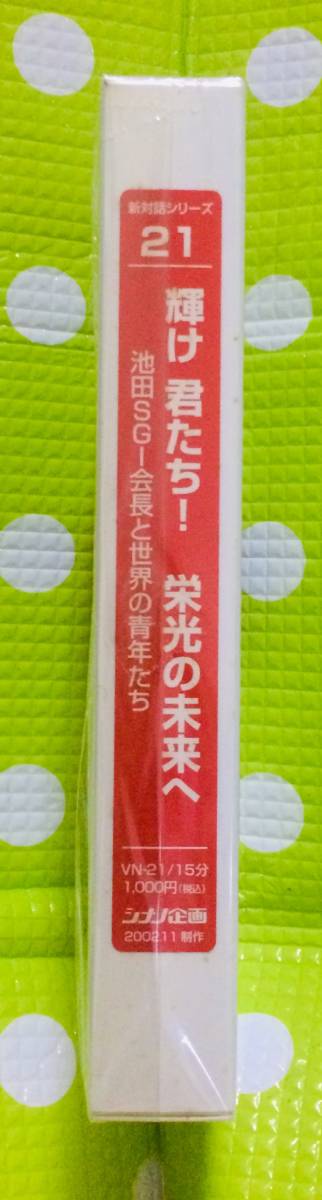 新対話シリーズ
21
輝け 君たち! 栄光の未来へ
池田SGI会長と世界の青年たち
VN-21/15分
1,000円(税込)
シナノ企画
2002.11 制作